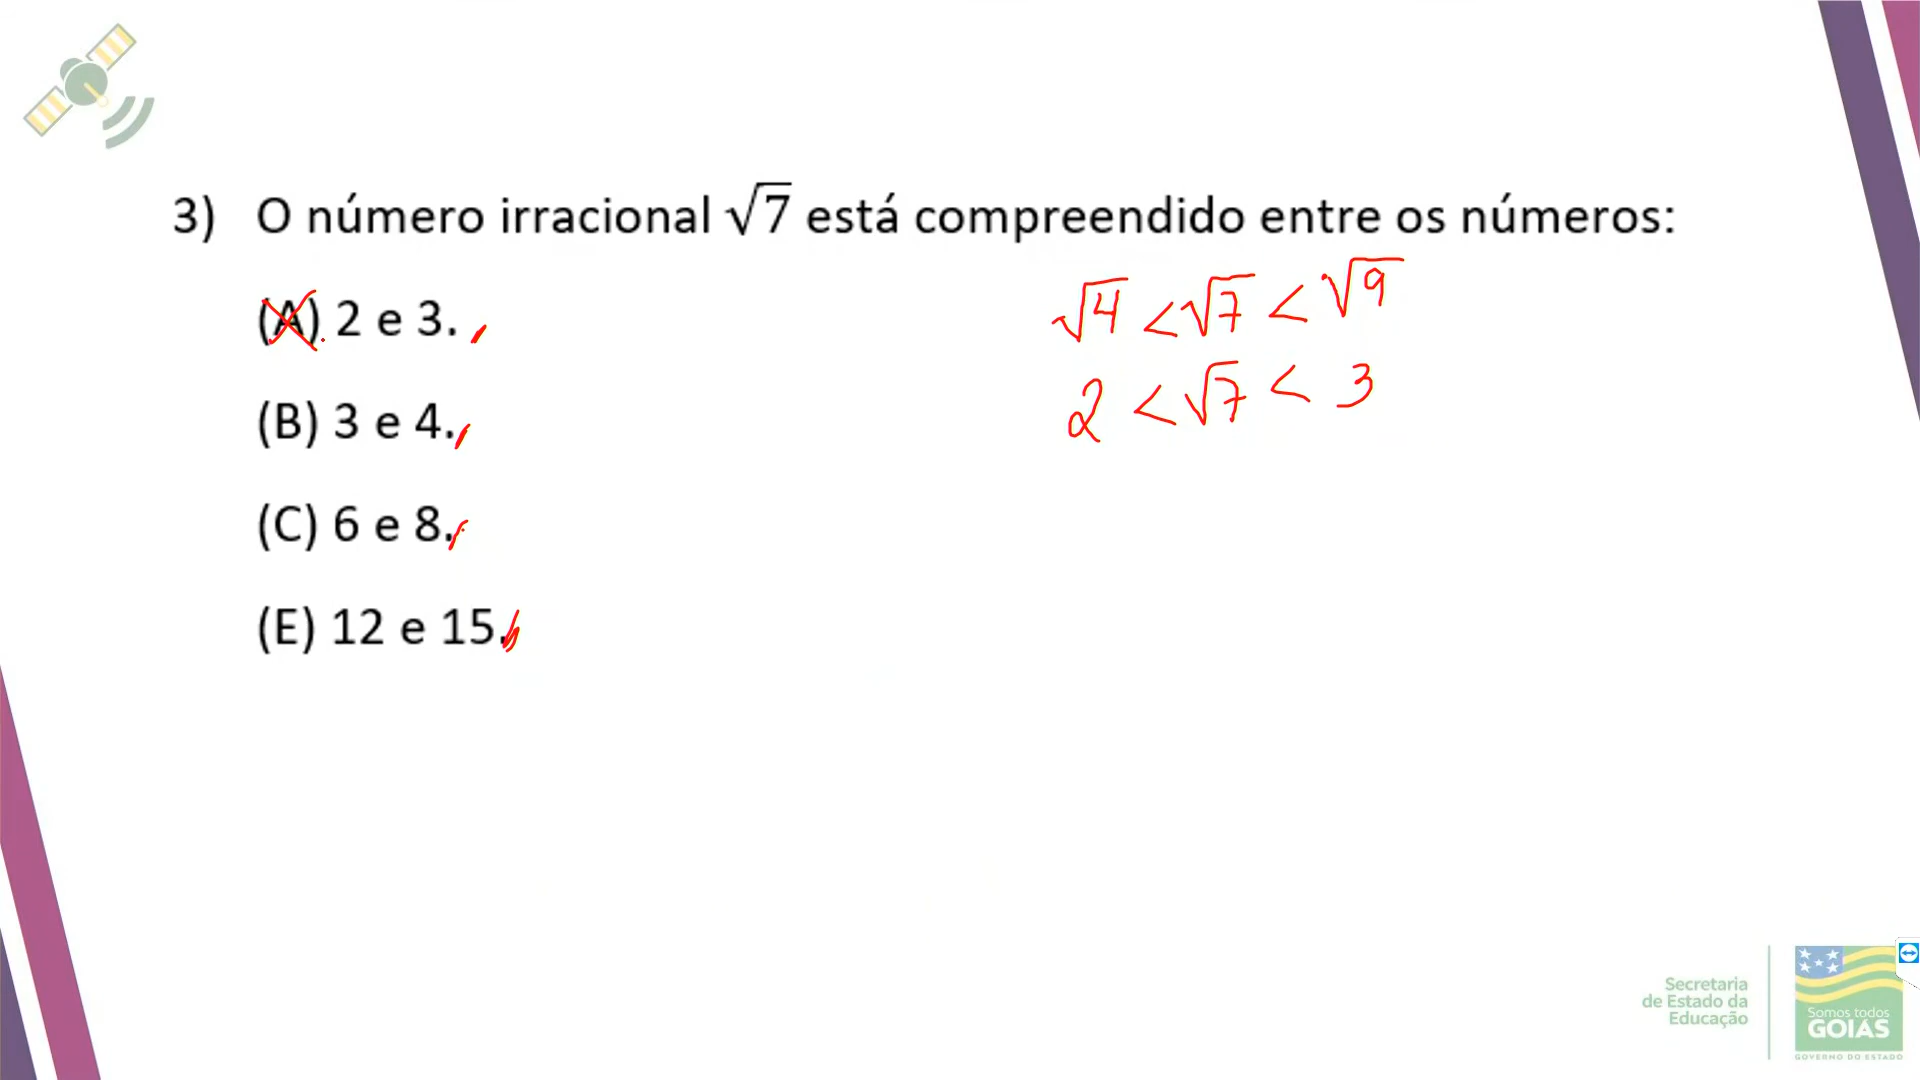 3) O número irracional √7 está compreendido entre os números:
(A) 2 e 3.
(B) 3 e 4.
(C) 6 e 8.
(E) 12 e 15.
√4 < √7 < √9
2 < √7 < 3
Secretaria
de Estado da
Educação
Somos todos
GOIÁS
GOVERNO DO ESTADO